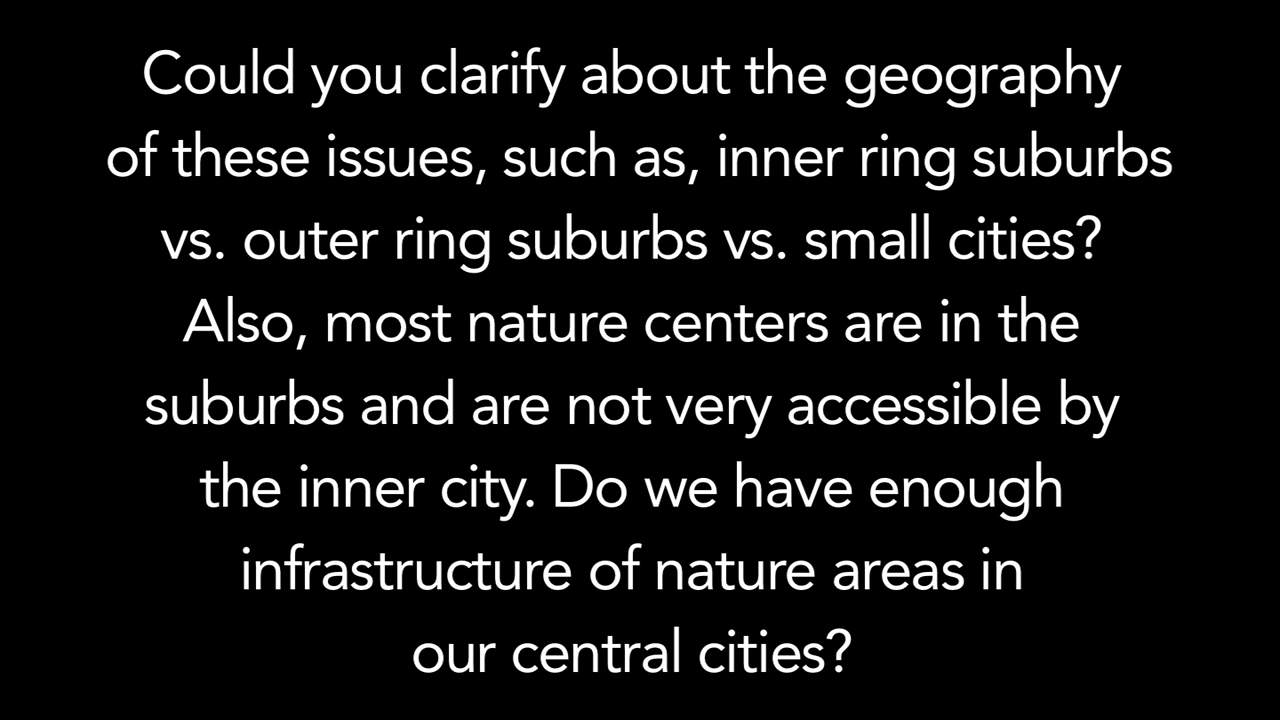 Could you clarify about the geography
of these issues, such as, inner ring suburbs
vs. outer ring suburbs vs. small cities?
Also, most nature centers are in the
suburbs and are not very accessible by
the inner city. Do we have enough
infrastructure of nature areas in
our central cities?